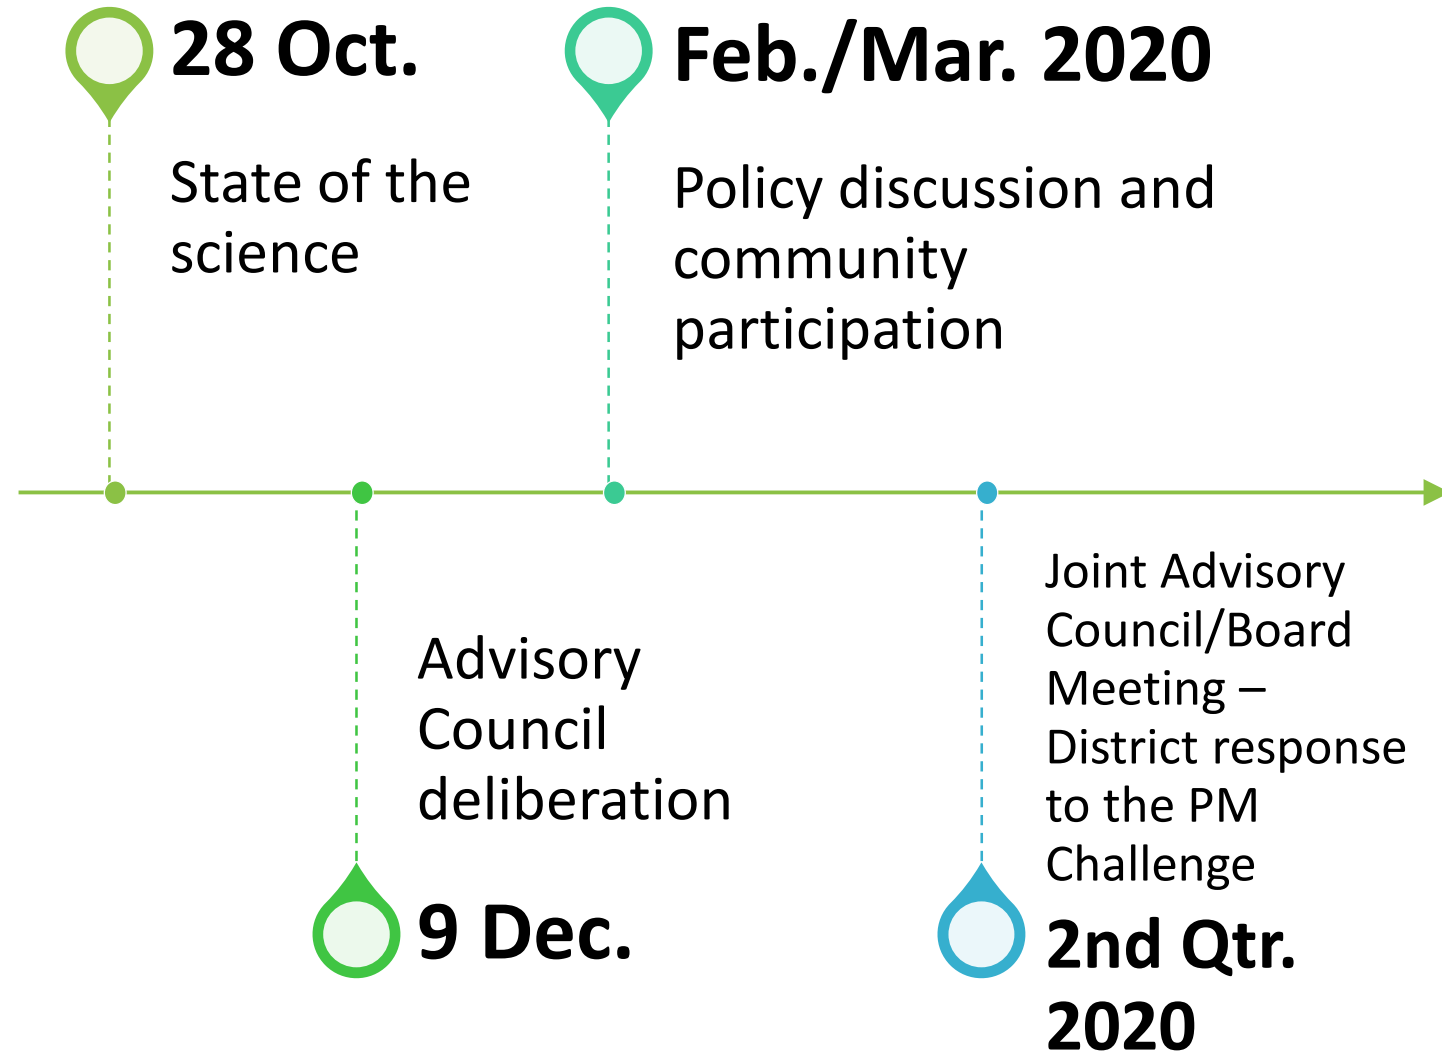 28 Oct.
State of the
science
Feb./Mar. 2020
Policy discussion and
community
participation
Advisory
Council
deliberation
9 Dec.
Joint Advisory
Council/Board
Meeting –
District response
to the PM
Challenge
2nd Qtr.
2020